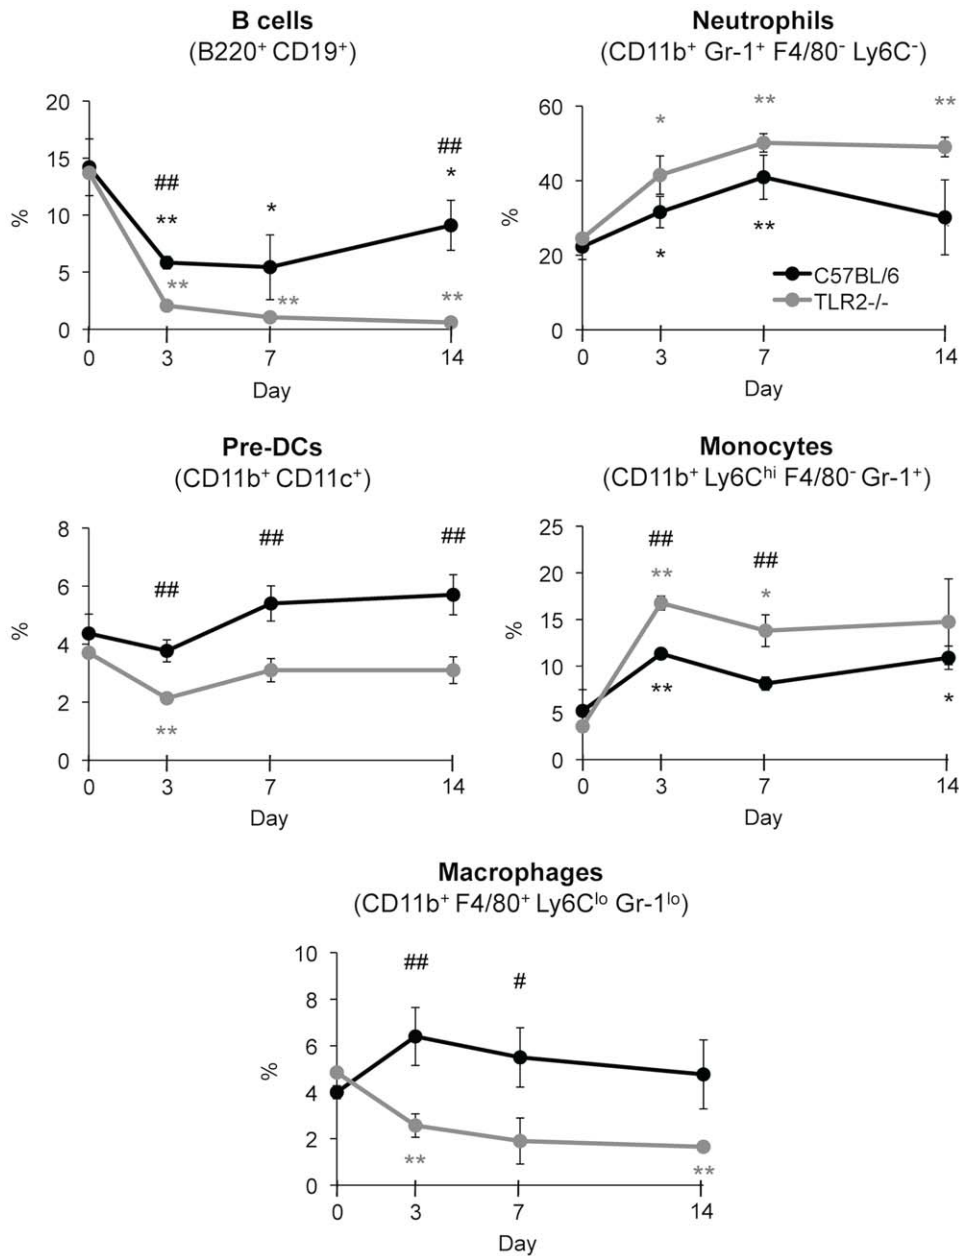 B cells
(B220⁺ CD19⁺)
20
15
10
5
0
%
##
**
*
##
*
**
**
**
0 3 7 14
Day
Neutrophils
(CD11b⁺ Gr-1⁺ F4/80⁻ Ly6C⁻)
60
40
20
0
%
*
**
**
*
**
C57BL/6
TLR2-/-
0 3 7 14
Day
Pre-DCs
(CD11b⁺ CD11c⁺)
8
6
4
2
0
%
##
##
##
**
0 3 7 14
Day
Monocytes
(CD11b⁺ Ly6Cʰⁱ F4/80⁻ Gr-1⁺)
25
20
15
10
5
0
%
##
**
##
*
**
*
0 3 7 14
Day
Macrophages
(CD11b⁺ F4/80⁺ Ly6Cˡᵒ Gr-1ˡᵒ)
10
8
6
4
2
0
%
##
#
**
**
0 3 7 14
Day